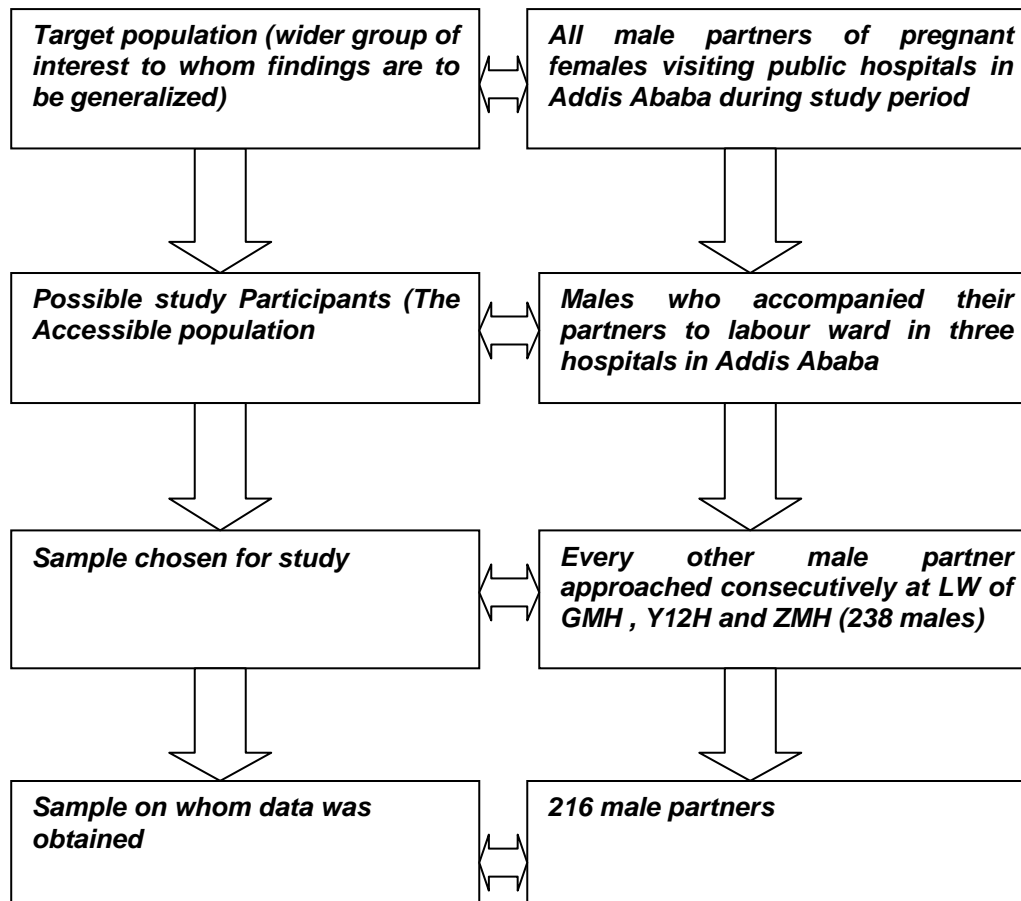 Target population (wider group of
interest to whom findings are to
be generalized)
All male partners of pregnant
females visiting public hospitals in
Addis Ababa during study period
Possible study Participants (The
Accessible population
Males who accompanied their
partners to labour ward in three
hospitals in Addis Ababa
Sample chosen for study
Every other male partner
approached consecutively at LW of
GMH , Y12H and ZMH (238 males)
Sample on whom data was
obtained
216 male partners